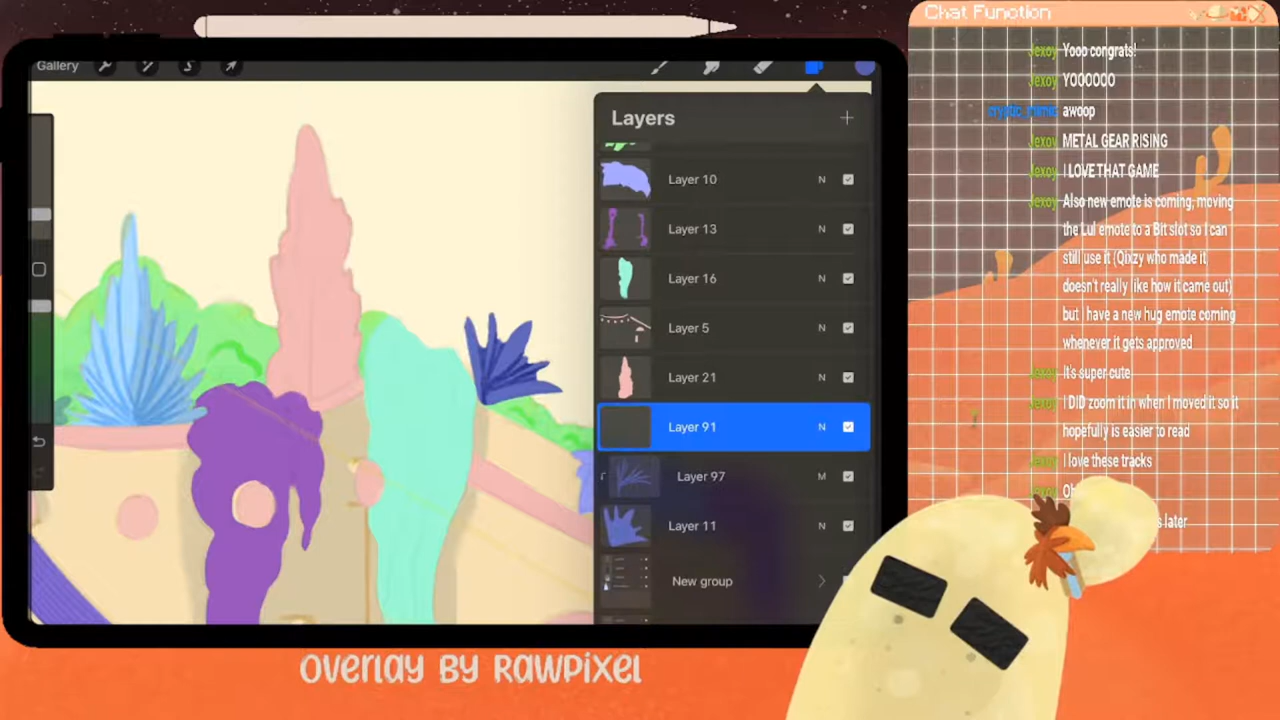 Gallery
Layers
Layer 10 N
Layer 13 N
Layer 16 N
Layer 5 N
Layer 21 N
Layer 91 N
Layer 97 M
Layer 11 N
New group
OVERLAY BY RAWPIXEL
Chat Function
Jexoy Yooo congrats!
Jexoy YOOOOOO
awoop
Jexoy METAL GEAR RISING
Jexoy I LOVE THAT GAME
Jexoy Also new emote is coming, moving
the Lul emote to a Bit slot so I can
still use it (Qixzy who made it
doesn't really like how it came out)
but I have a new hug emote coming
whenever it gets approved
Jexoy It's super cute
Jexoy I DID zoom it in when I moved it so it
hopefully is easier to read
Jexoy I love these tracks
Jexoy
later